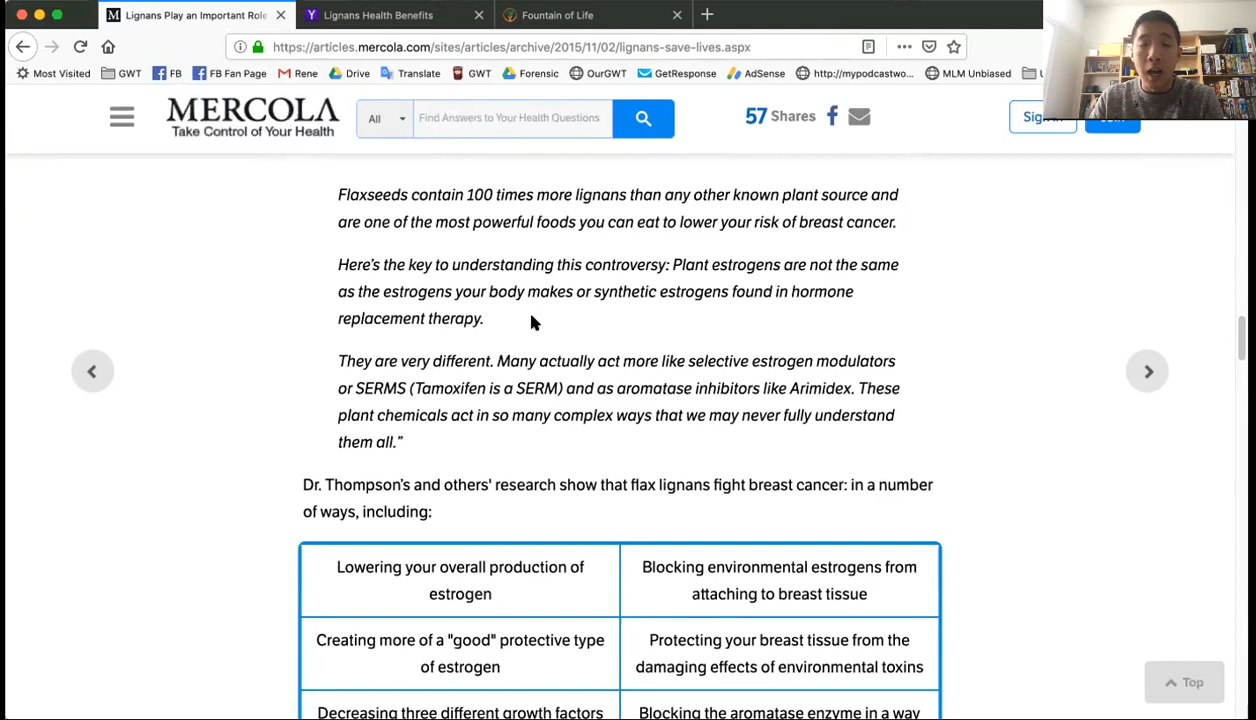 Lignans Play an Important Role
Lignans Health Benefits
Fountain of Life
https://articles.mercola.com/sites/articles/archive/2015/11/02/lignans-save-lives.aspx
Most Visited GWT FB FB Fan Page Rene Drive Translate GWT Forensic OurGWT GetResponse AdSense http://mypodcastwo... MLM Unbiased
MERCOLA
Take Control of Your Health
All
Find Answers to Your Health Questions
57 Shares
Flaxseeds contain 100 times more lignans than any other known plant source and
are one of the most powerful foods you can eat to lower your risk of breast cancer.
Here's the key to understanding this controversy: Plant estrogens are not the same
as the estrogens your body makes or synthetic estrogens found in hormone
replacement therapy.
They are very different. Many actually act more like selective estrogen modulators
or SERMS (Tamoxifen is a SERM) and as aromatase inhibitors like Arimidex. These
plant chemicals act in so many complex ways that we may never fully understand
them all.”
Dr. Thompson's and others' research show that flax lignans fight breast cancer: in a number
of ways, including:
Lowering your overall production of
estrogen
Blocking environmental estrogens from
attaching to breast tissue
Creating more of a "good" protective type
of estrogen
Protecting your breast tissue from the
damaging effects of environmental toxins
Decreasing three different growth factors
Blocking the aromatase enzyme in a way
Top